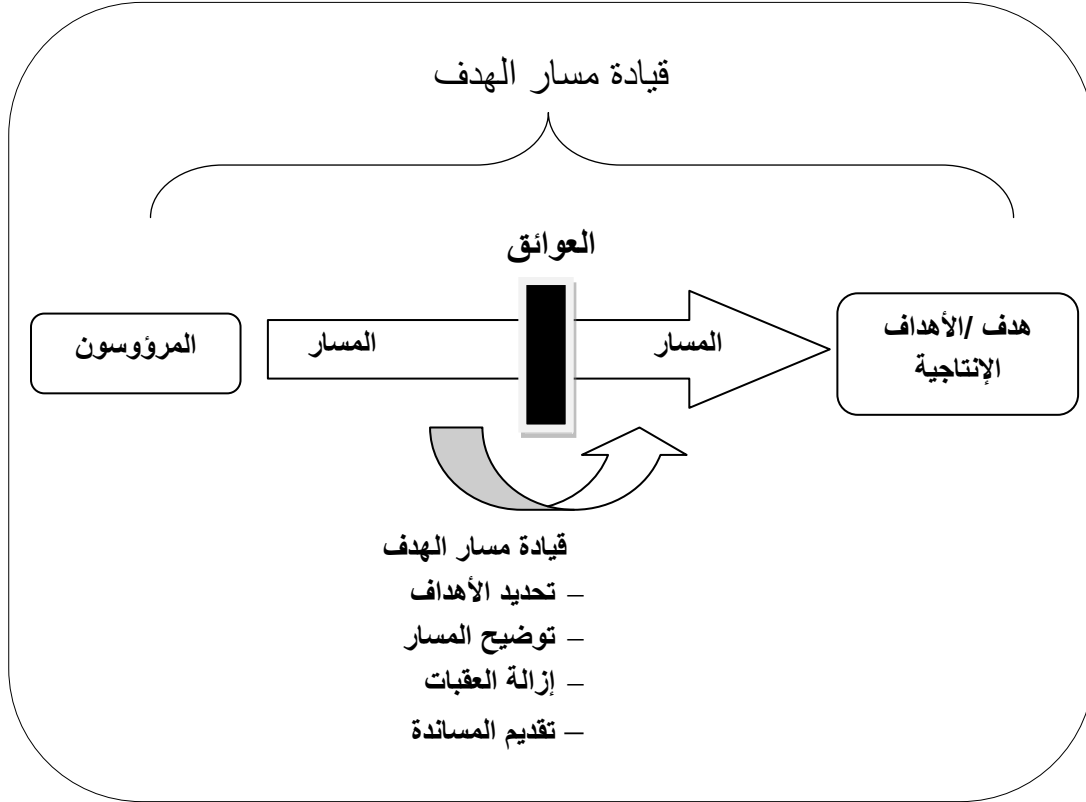 قيادة مسار الهدف
العوائق
المرؤوسون
المسار
المسار
هدف /الأهداف
الإنتاجية
قيادة مسار الهدف
– تحديد الأهداف
– توضيح المسار
– إزالة العقبات
– تقديم المساندة